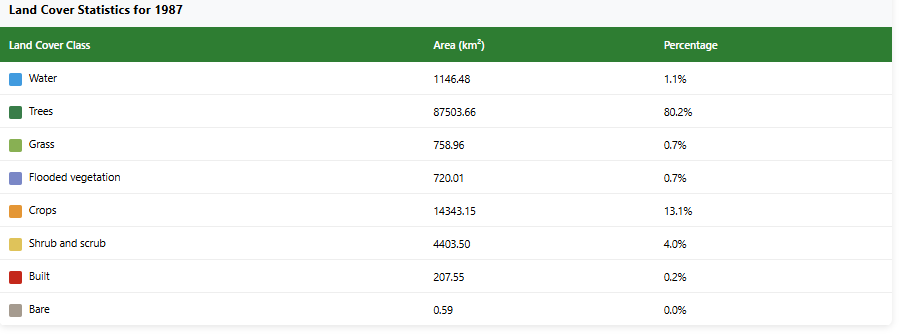 Land Cover Statistics for 1987
Land Cover Class Area (km²) Percentage
Water 1146.48 1.1%
Trees 87503.66 80.2%
Grass 758.96 0.7%
Flooded vegetation 720.01 0.7%
Crops 14343.15 13.1%
Shrub and scrub 4403.50 4.0%
Built 207.55 0.2%
Bare 0.59 0.0%